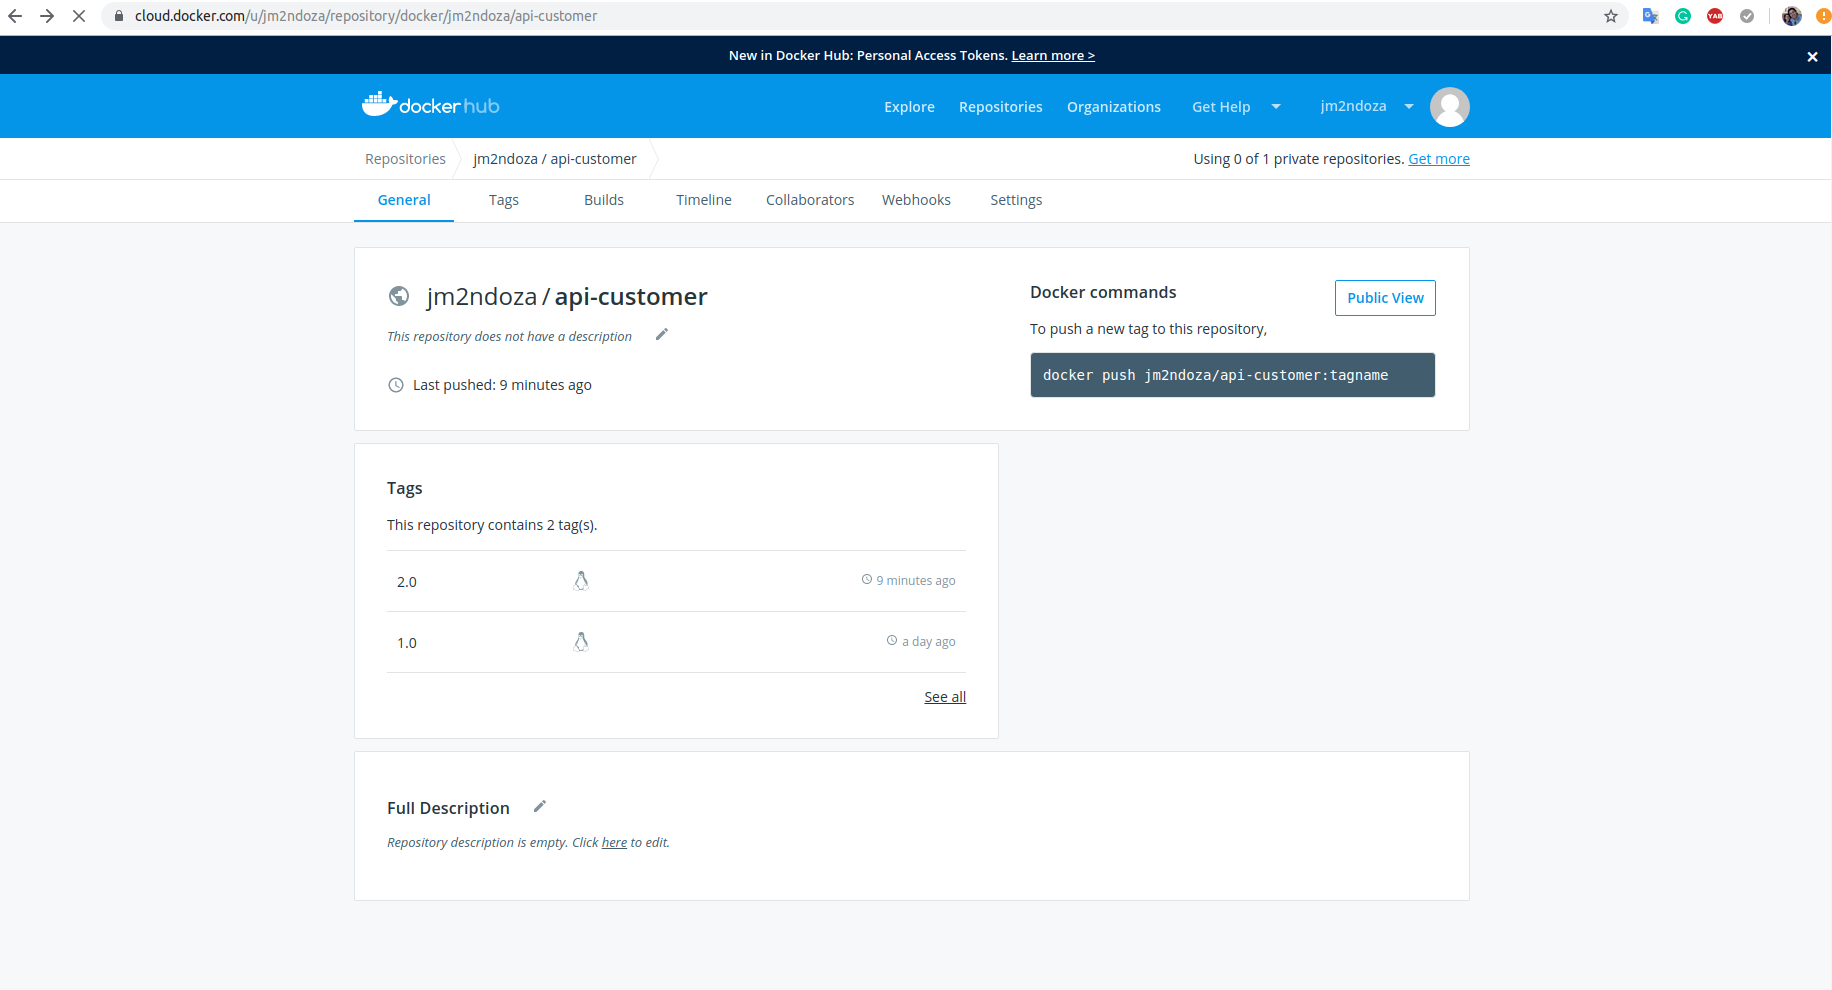 cloud.docker.com/u/jm2ndoza/repository/docker/jm2ndoza/api-customer
YAB
New in Docker Hub: Personal Access Tokens. Learn more >
docker hub
Explore
Repositories
Organizations
Get Help
jm2ndoza
Repositories
jm2ndoza / api-customer
Using 0 of 1 private repositories. Get more
General
Tags
Builds
Timeline
Collaborators
Webhooks
Settings
jm2ndoza / api-customer
This repository does not have a description
Last pushed: 9 minutes ago
Docker commands
Public View
To push a new tag to this repository,
docker push jm2ndoza/api-customer:tagname
Tags
This repository contains 2 tag(s).
2.0
9 minutes ago
1.0
a day ago
See all
Full Description
Repository description is empty. Click here to edit.